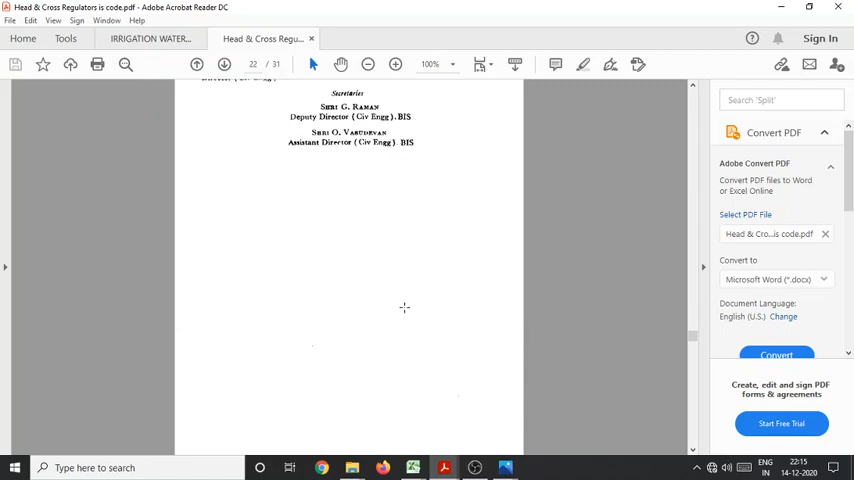 Head & Cross Regulators is code.pdf - Adobe Acrobat Reader DC
File Edit View Sign Window Help
Home Tools IRRIGATION WATER... Head & Cross Regu... × Sign In
22 / 31 100%
Secretaries
SHRI G. RAMAN
Deputy Director ( Civ Engg ), BIS
SHRI O. VASUDEVAN
Assistant Director ( Civ Engg ). BIS
Search 'Split'
Convert PDF
Adobe Convert PDF
Convert PDF files to Word
or Excel Online
Select PDF File
Head & Cro...is code.pdf
Convert to
Microsoft Word (*.docx)
Document Language:
English (U.S.) Change
Convert
Create, edit and sign PDF
forms & agreements
Start Free Trial
Type here to search
ENG
IN
22:15
14-12-2020